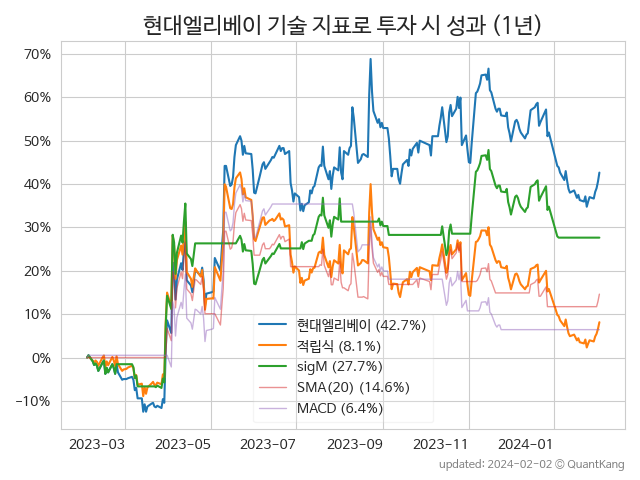 현대엘리베이 기술 지표로 투자 시 성과 (1년)
70%
60%
50%
40%
30%
20%
10%
0%
−10%
현대엘리베이 (42.7%)
적립식 (8.1%)
sigM (27.7%)
SMA(20) (14.6%)
MACD (6.4%)
2023-03 2023-05 2023-07 2023-09 2023-11 2024-01
updated: 2024-02-02 © QuantKang